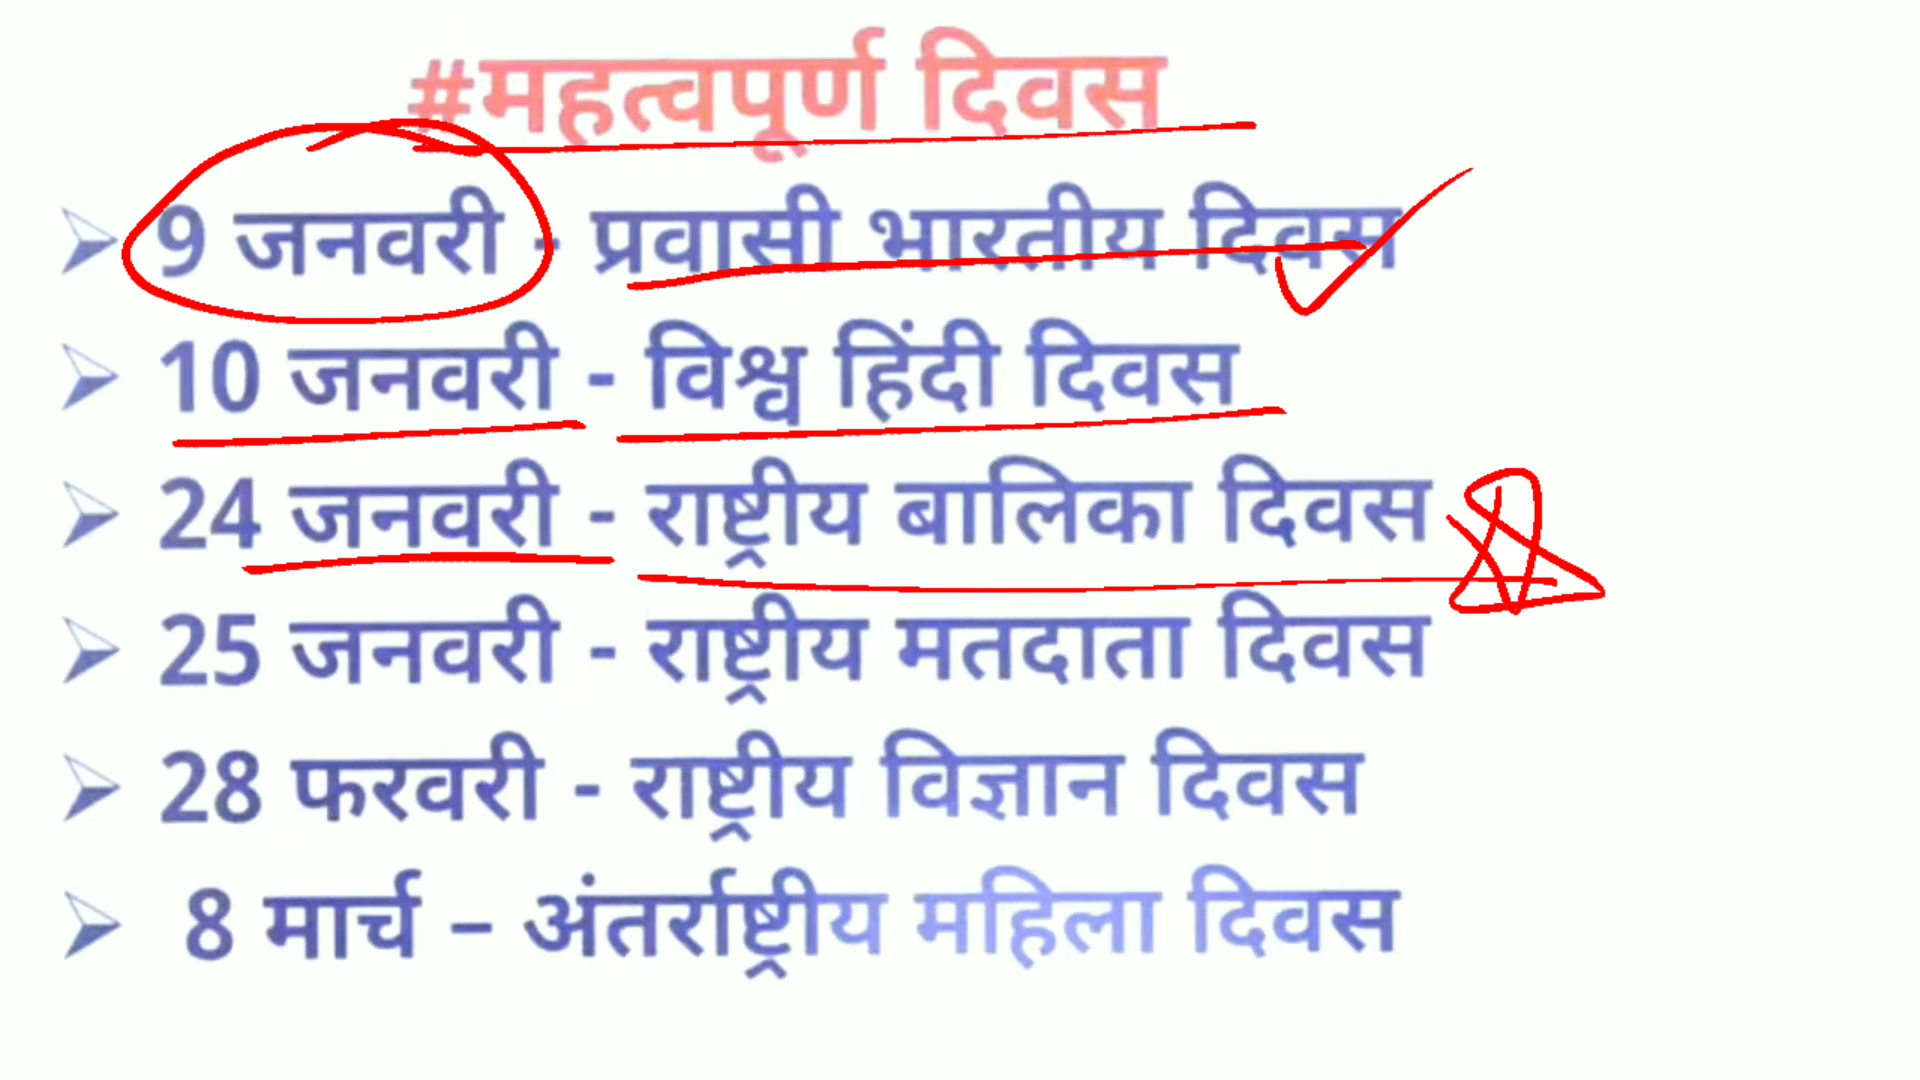 #महत्वपूर्ण दिवस
9 जनवरी - प्रवासी भारतीय दिवस
10 जनवरी - विश्व हिंदी दिवस
24 जनवरी - राष्ट्रीय बालिका दिवस
25 जनवरी - राष्ट्रीय मतदाता दिवस
28 फरवरी - राष्ट्रीय विज्ञान दिवस
8 मार्च – अंतर्राष्ट्रीय महिला दिवस